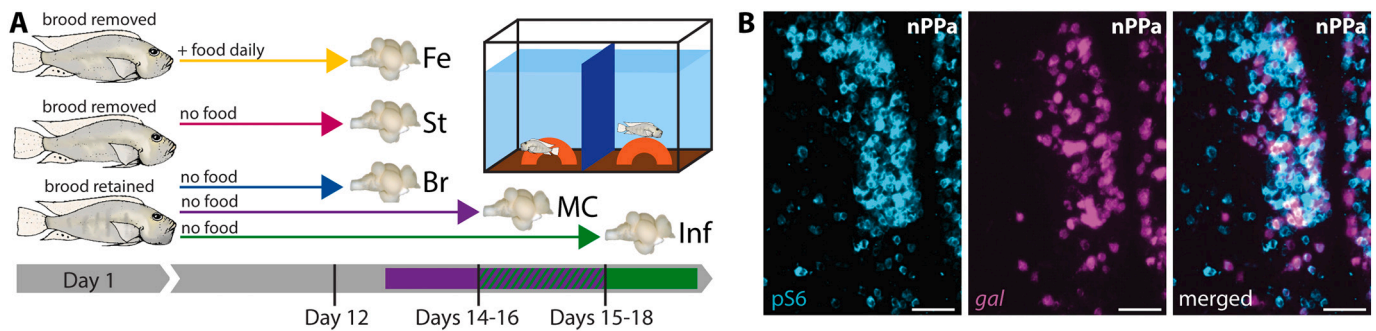 A
brood removed
+ food daily
Fe
brood removed
no food
St
brood retained
no food
Br
no food
MC
no food
Inf
Day 1
Day 12
Days 14-16
Days 15-18
B
nPPa
nPPa
nPPa
pS6
gal
merged